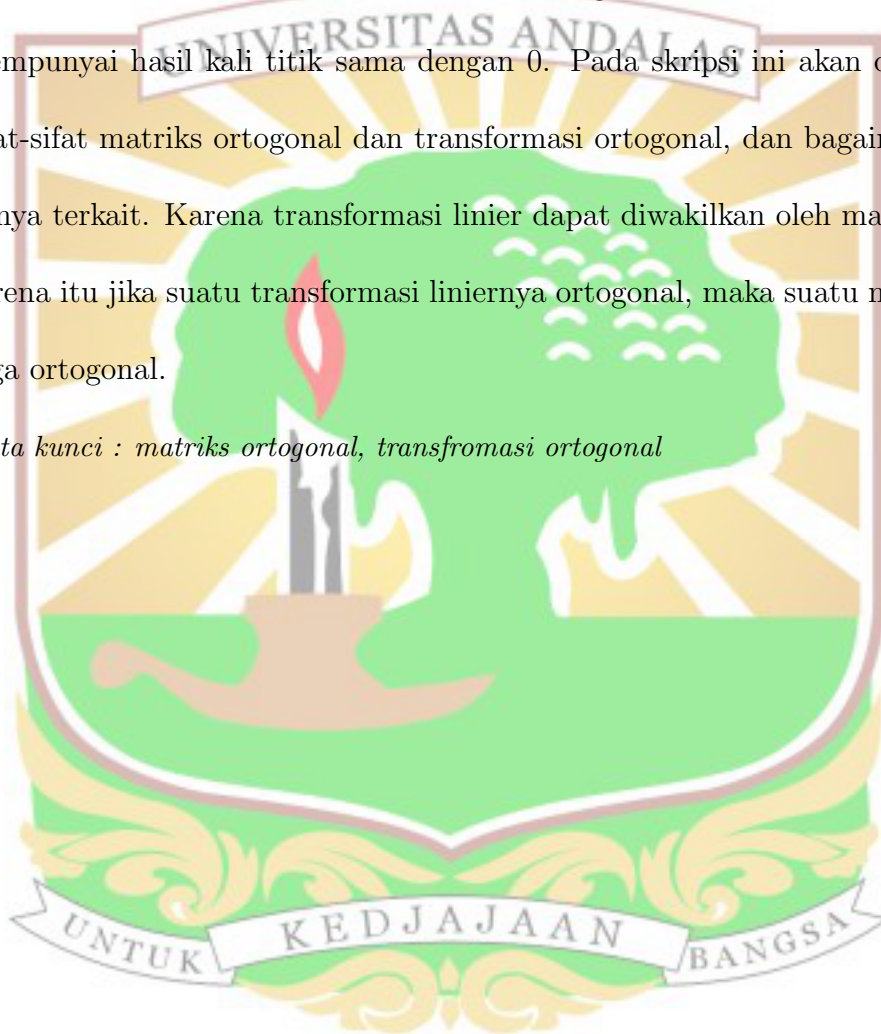 UNIVERSITAS ANDALAS
empunyai hasil kali titik sama dengan 0. Pada skripsi ini akan
at-sifat matriks ortogonal dan transformasi ortogonal, dan bagai
nya terkait. Karena transformasi linier dapat diwakilkan oleh ma
rena itu jika suatu transformasi liniernya ortogonal, maka suatu
ga ortogonal.
ta kunci : matriks ortogonal, transfromasi ortogonal
UNTUK KEDJAJAAN BANGSA